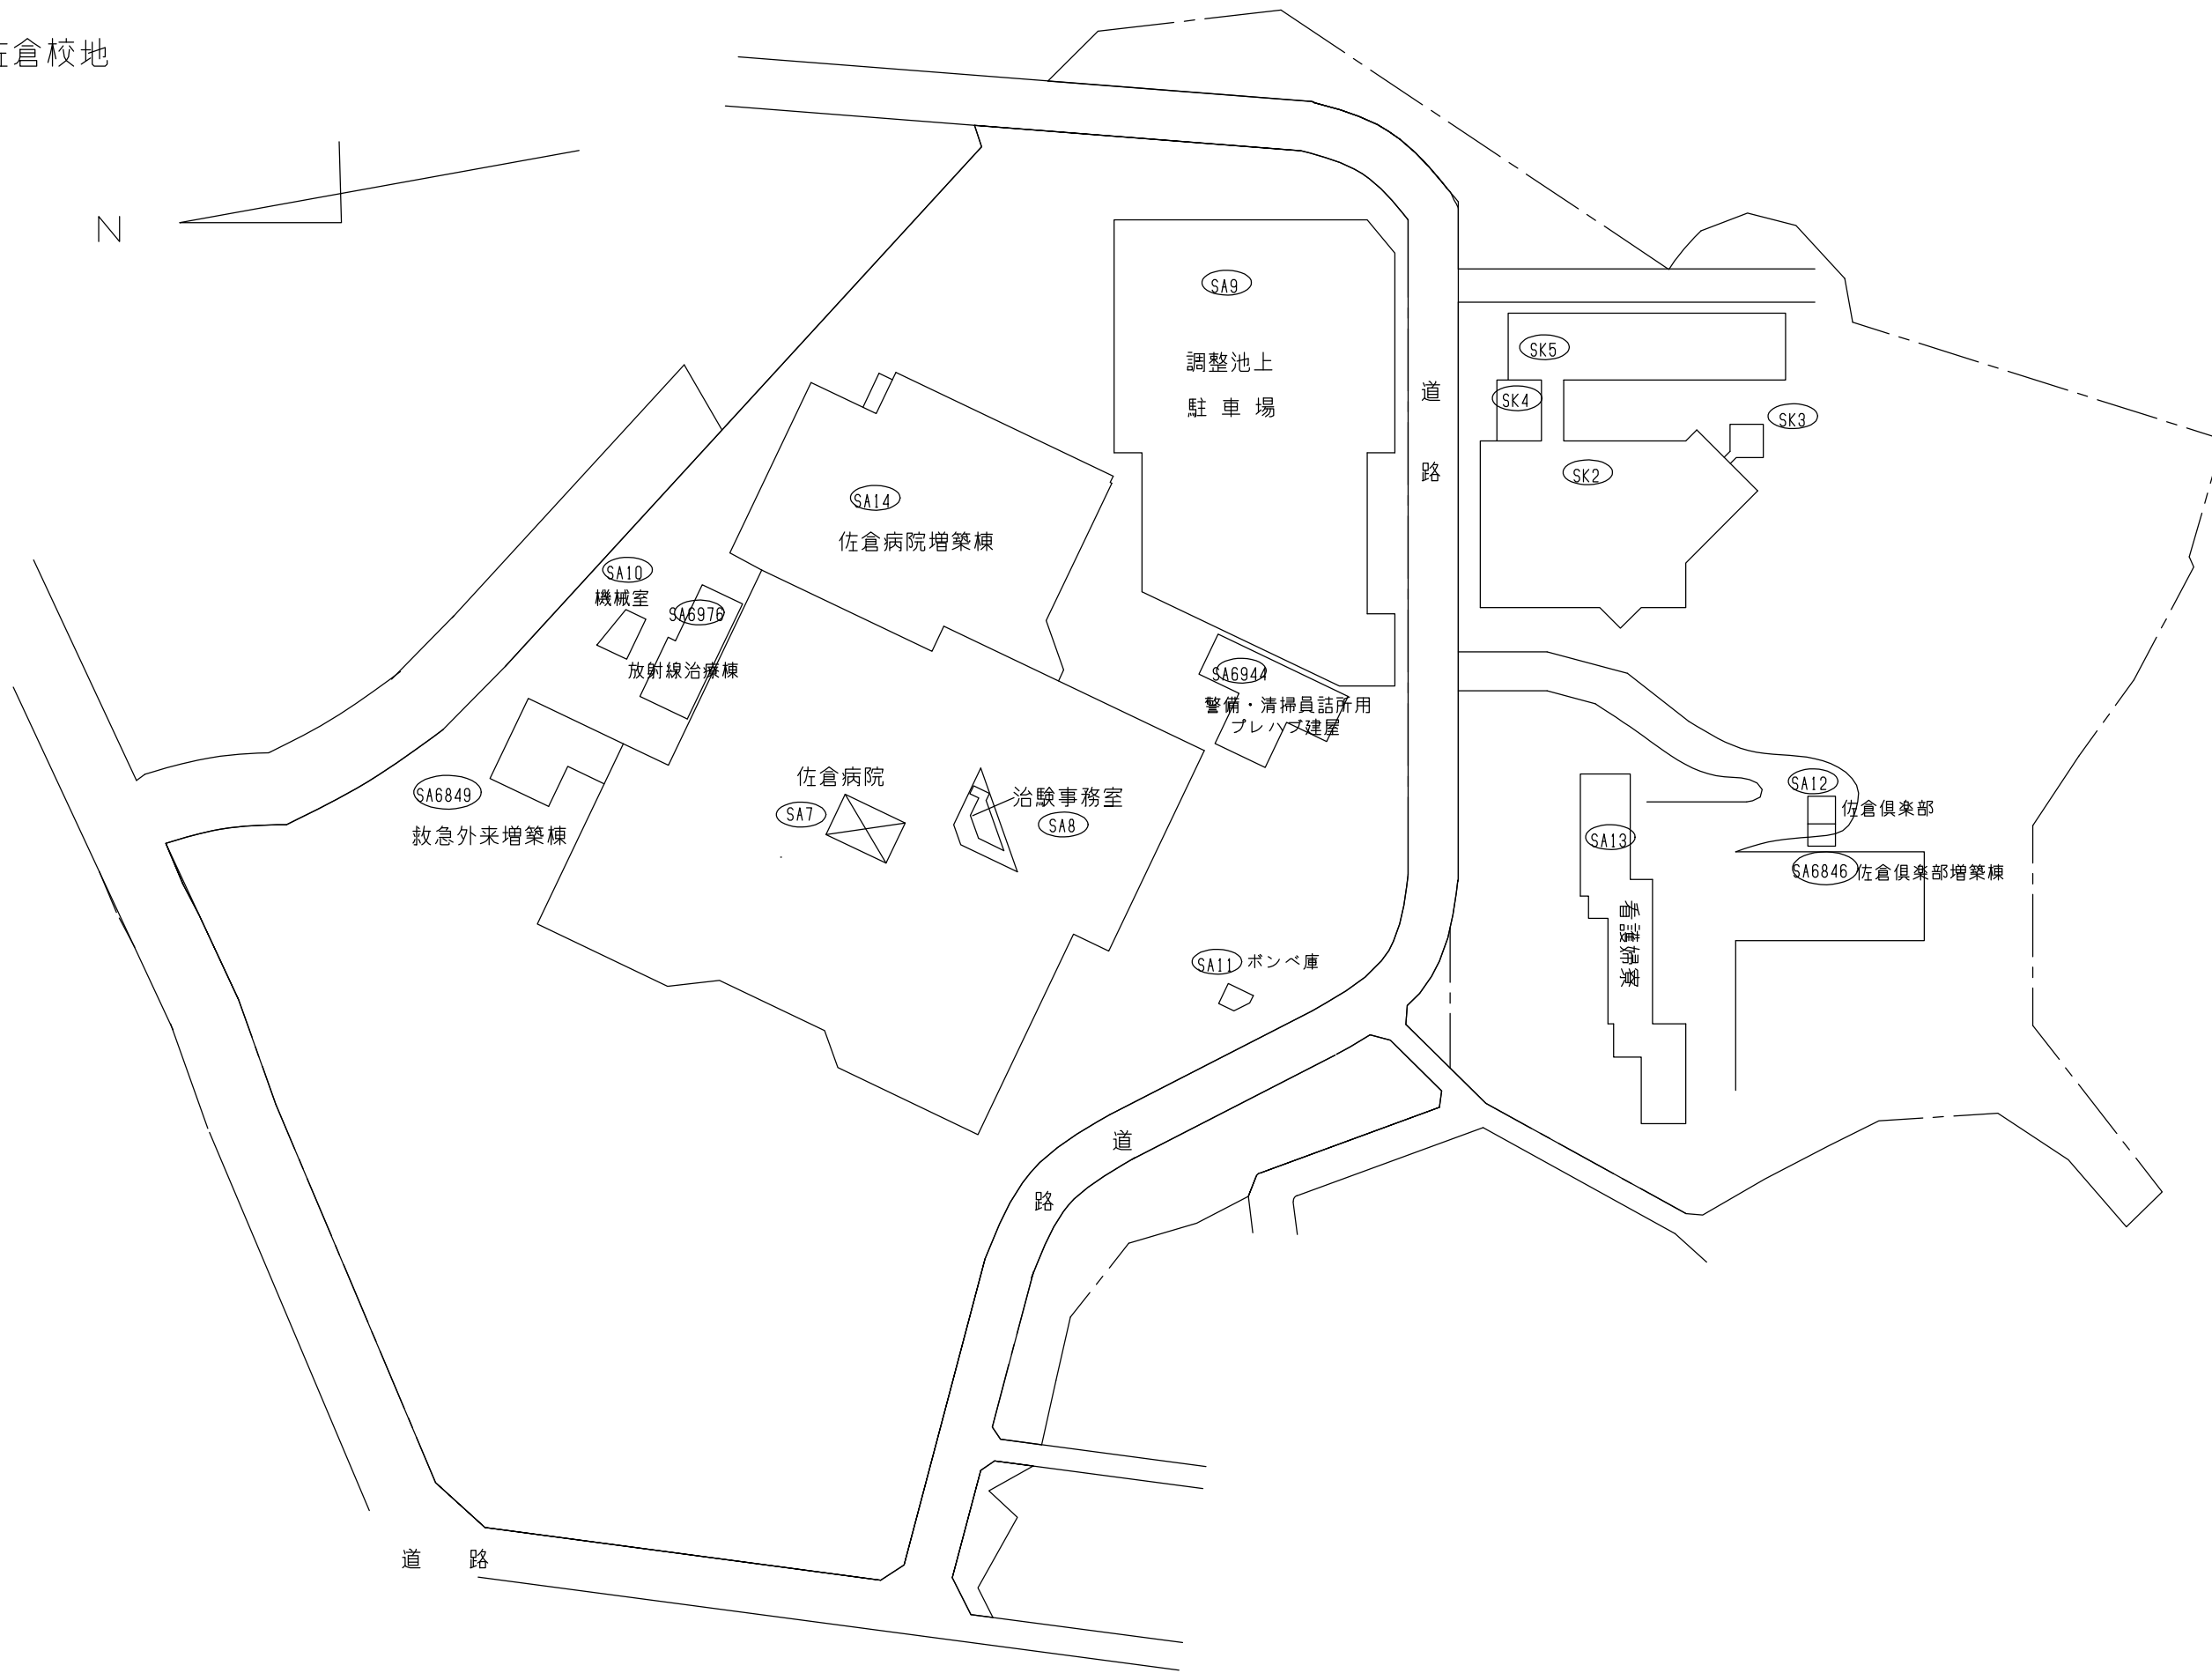 佐倉校地
N
SA9
調整池上
駐車場
道
路
SK5
SK4
SK3
SK2
SA14
佐倉病院増築棟
SA10
機械室
SA6976
放射線治療棟
SA6944
警備・清掃員詰所用
プレハブ建屋
SA6849
救急外来増築棟
佐倉病院
SA7
治験事務室
SA8
SA12
佐倉倶楽部
SA13
看護婦寮
SA6846
佐倉倶楽部増築棟
SA11
ボンベ庫
道
路
道 路